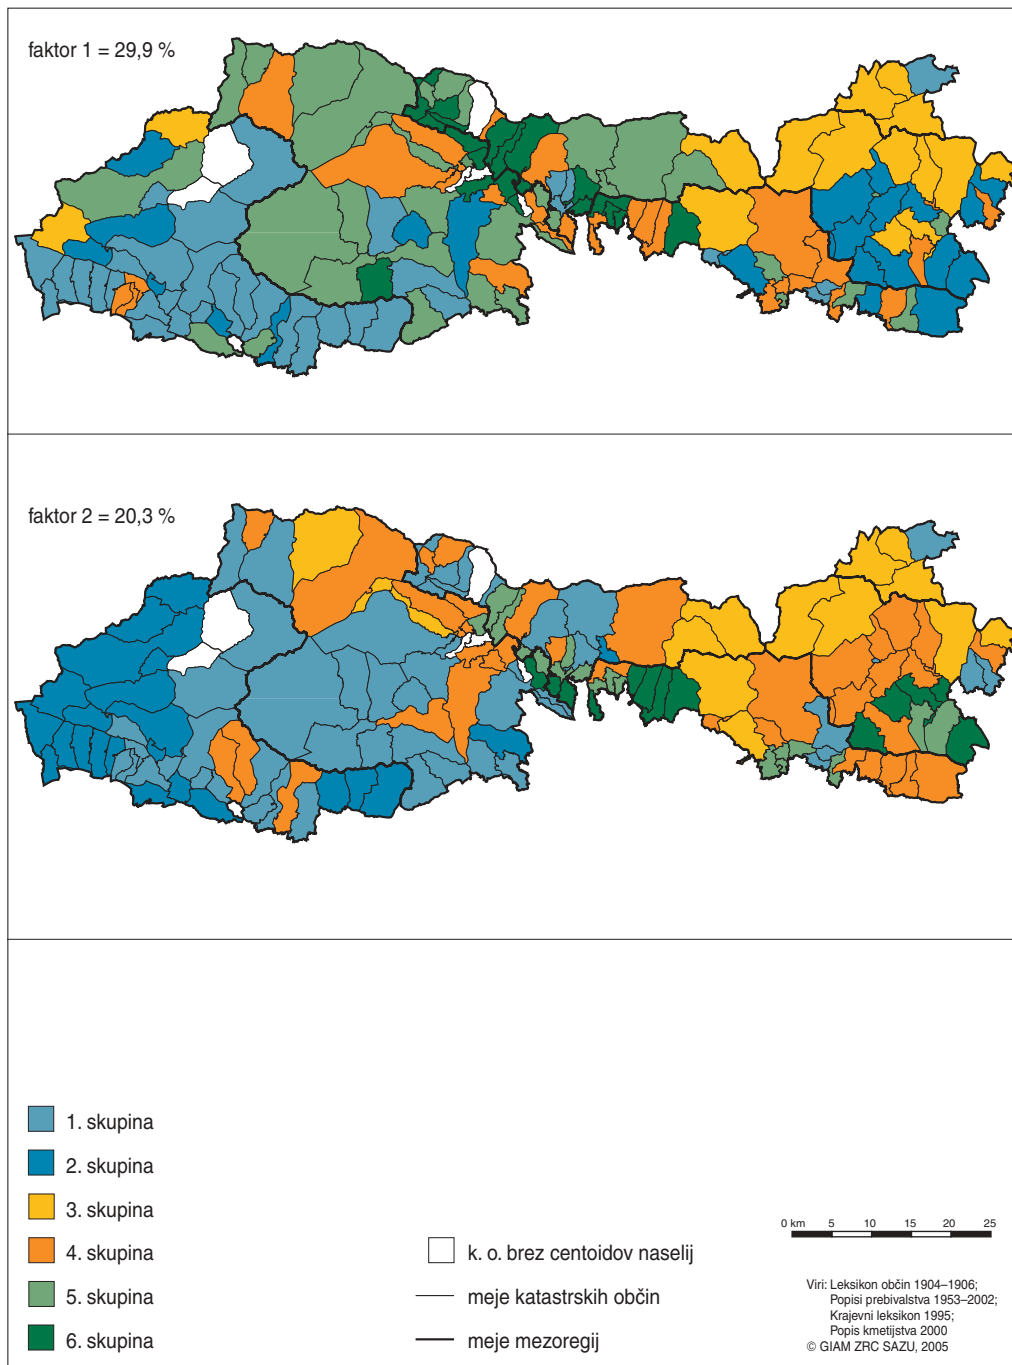 faktor 1 = 29,9 %
faktor 2 = 20,3 %
1. skupina
2. skupina
3. skupina
4. skupina
5. skupina
6. skupina
k. o. brez centoidov naselij
meje katastrskih občin
meje mezoregij
0 km 5 10 15 20 25
Viri: Leksikon občin 1904–1906;
Popisi prebivalstva 1953–2002;
Krajevni leksikon 1995;
Popis kmetijstva 2000
© GIAM ZRC SAZU, 2005